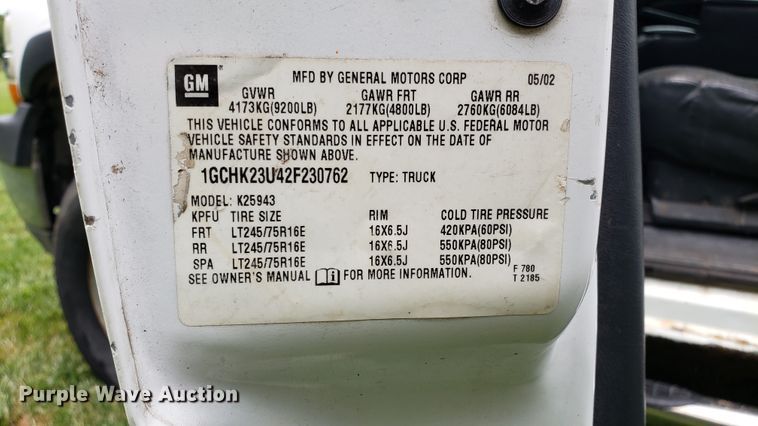 GM
MFD BY GENERAL MOTORS CORP 05/02
GVWR GAWR FRT GAWR RR
4173KG(9200LB) 2177KG(4800LB) 2760KG(6084LB)
THIS VEHICLE CONFORMS TO ALL APPLICABLE U.S. FEDERAL MOTOR
VEHICLE SAFETY STANDARDS IN EFFECT ON THE DATE OF
MANUFACTURE SHOWN ABOVE.
1GCHK23U42F230762 TYPE: TRUCK
MODEL: K25943
KPFU TIRE SIZE RIM COLD TIRE PRESSURE
FRT LT245/75R16E 16X6.5J 420KPA(60PSI)
RR LT245/75R16E 16X6.5J 550KPA(80PSI)
SPA LT245/75R16E 16X6.5J 550KPA(80PSI)
SEE OWNER'S MANUAL FOR MORE INFORMATION.
F 780
T 2185
Purple Wave Auction